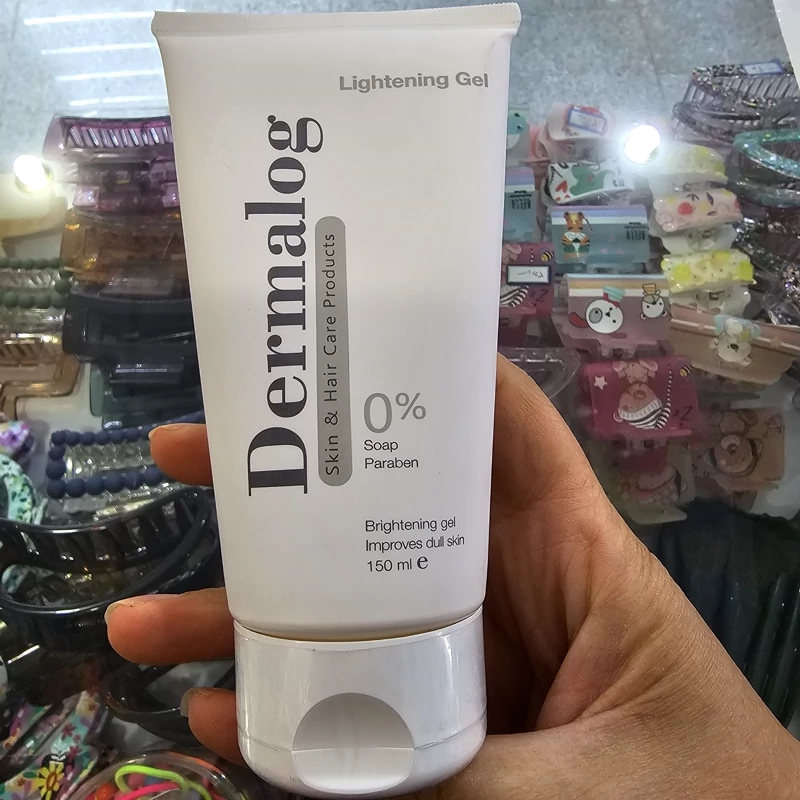 Lightening Gel
Dermalog
Skin & Hair Care Products
0%
Soap
Paraben
Brightening gel
Improves dull skin
150 ml e